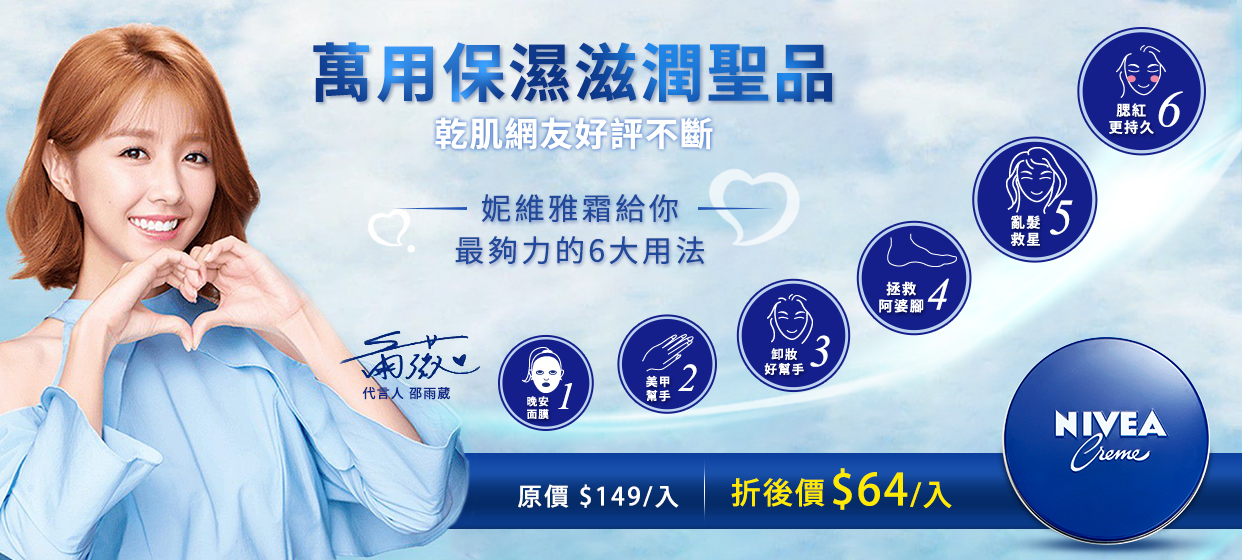 萬用保濕滋潤聖品
乾肌網友好評不斷
妮維雅霜給你
最夠力的6大用法
雨葳
代言人 邵雨葳
晚安
面膜
1
美甲
幫手
2
卸妝
好幫手
3
拯救
阿婆腳
4
亂髮
救星
5
腮紅
更持久
6
NIVEA
Creme
原價 $149/入
折後價 $64/入